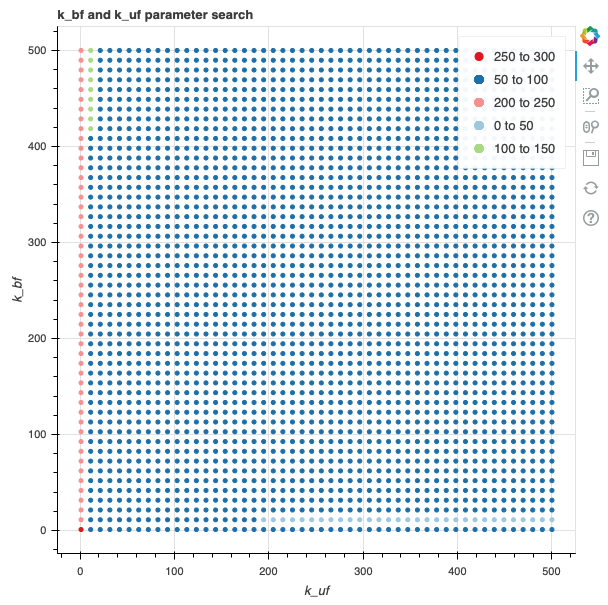 k_bf and k_uf parameter search
500
400
300
200
100
0
k_bf
0 100 200 300 400 500
k_uf
250 to 300
50 to 100
200 to 250
0 to 50
100 to 150